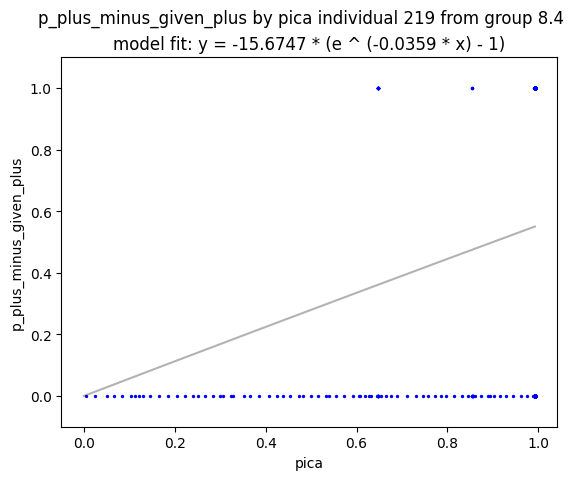 p_plus_minus_given_plus by pica individual 219 from group 8.4
model fit: y = -15.6747 * (e ^ (-0.0359 * x) - 1)
1.0
0.8
0.6
0.4
0.2
0.0
p_plus_minus_given_plus
0.0 0.2 0.4 0.6 0.8 1.0
pica